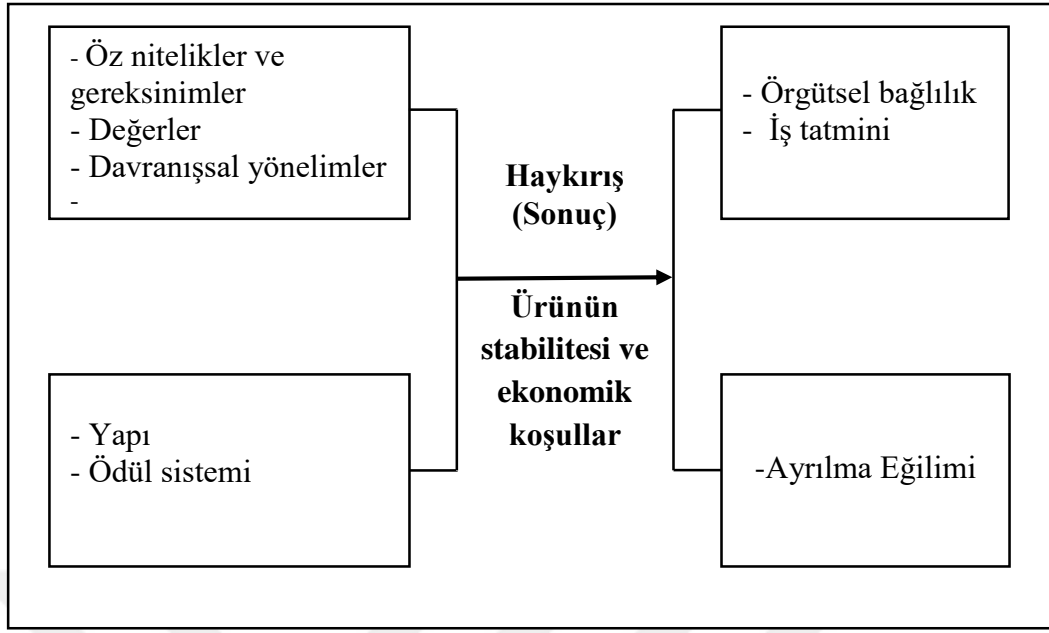 - Öz nitelikler ve
gereksinimler
- Değerler
- Davranışsal yönelimler
-
- Yapı
- Ödül sistemi
Haykırış
(Sonuç)
Ürünün
stabilitesi ve
ekonomik
koşullar
- Örgütsel bağlılık
- İş tatmini
-Ayrılma Eğilimi